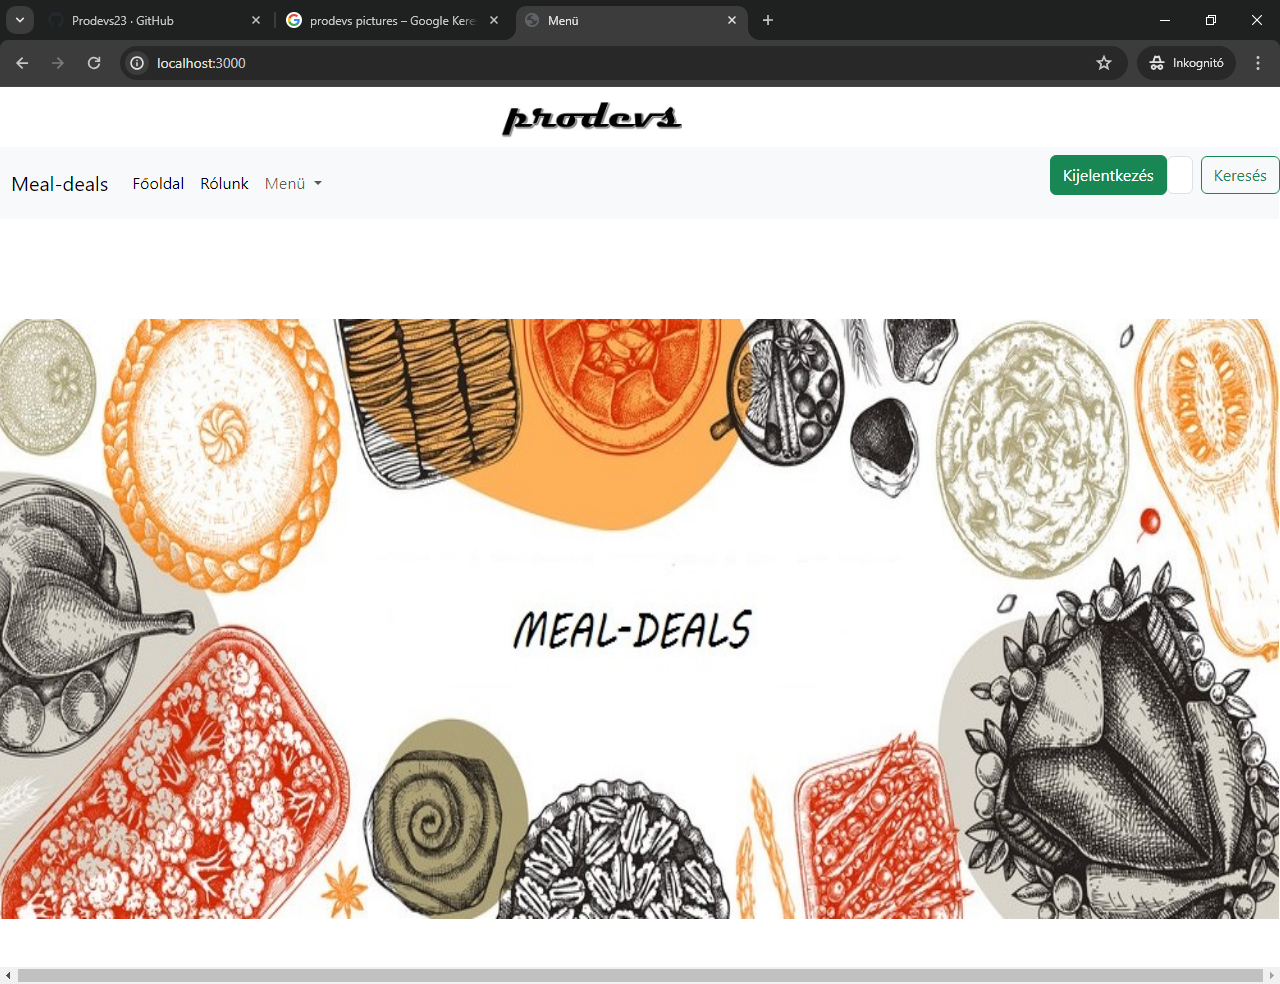 Prodevs23 · GitHub
prodevs pictures – Google Kere
Menü
localhost:3000
Inkognitó
prodevs
Meal-deals
Főoldal
Rólunk
Menü
Kijelentkezés
Keresés
MEAL-DEALS